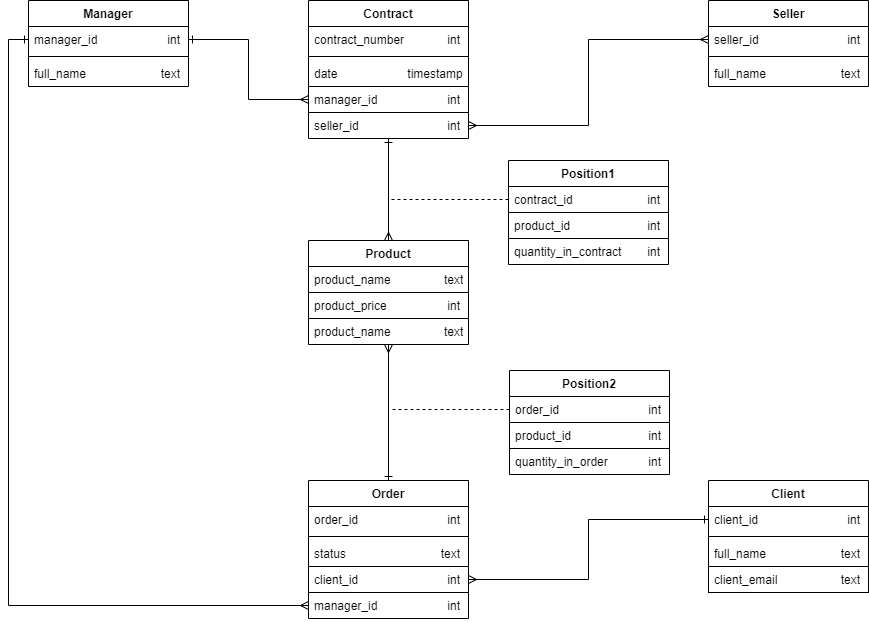 Manager
manager_id int
full_name text
Contract
contract_number int
date timestamp
manager_id int
seller_id int
Seller
seller_id int
full_name text
Position1
contract_id int
product_id int
quantity_in_contract int
Product
product_name text
product_price int
product_name text
Position2
order_id int
product_id int
quantity_in_order int
Order
order_id int
status text
client_id int
manager_id int
Client
client_id int
full_name text
client_email text